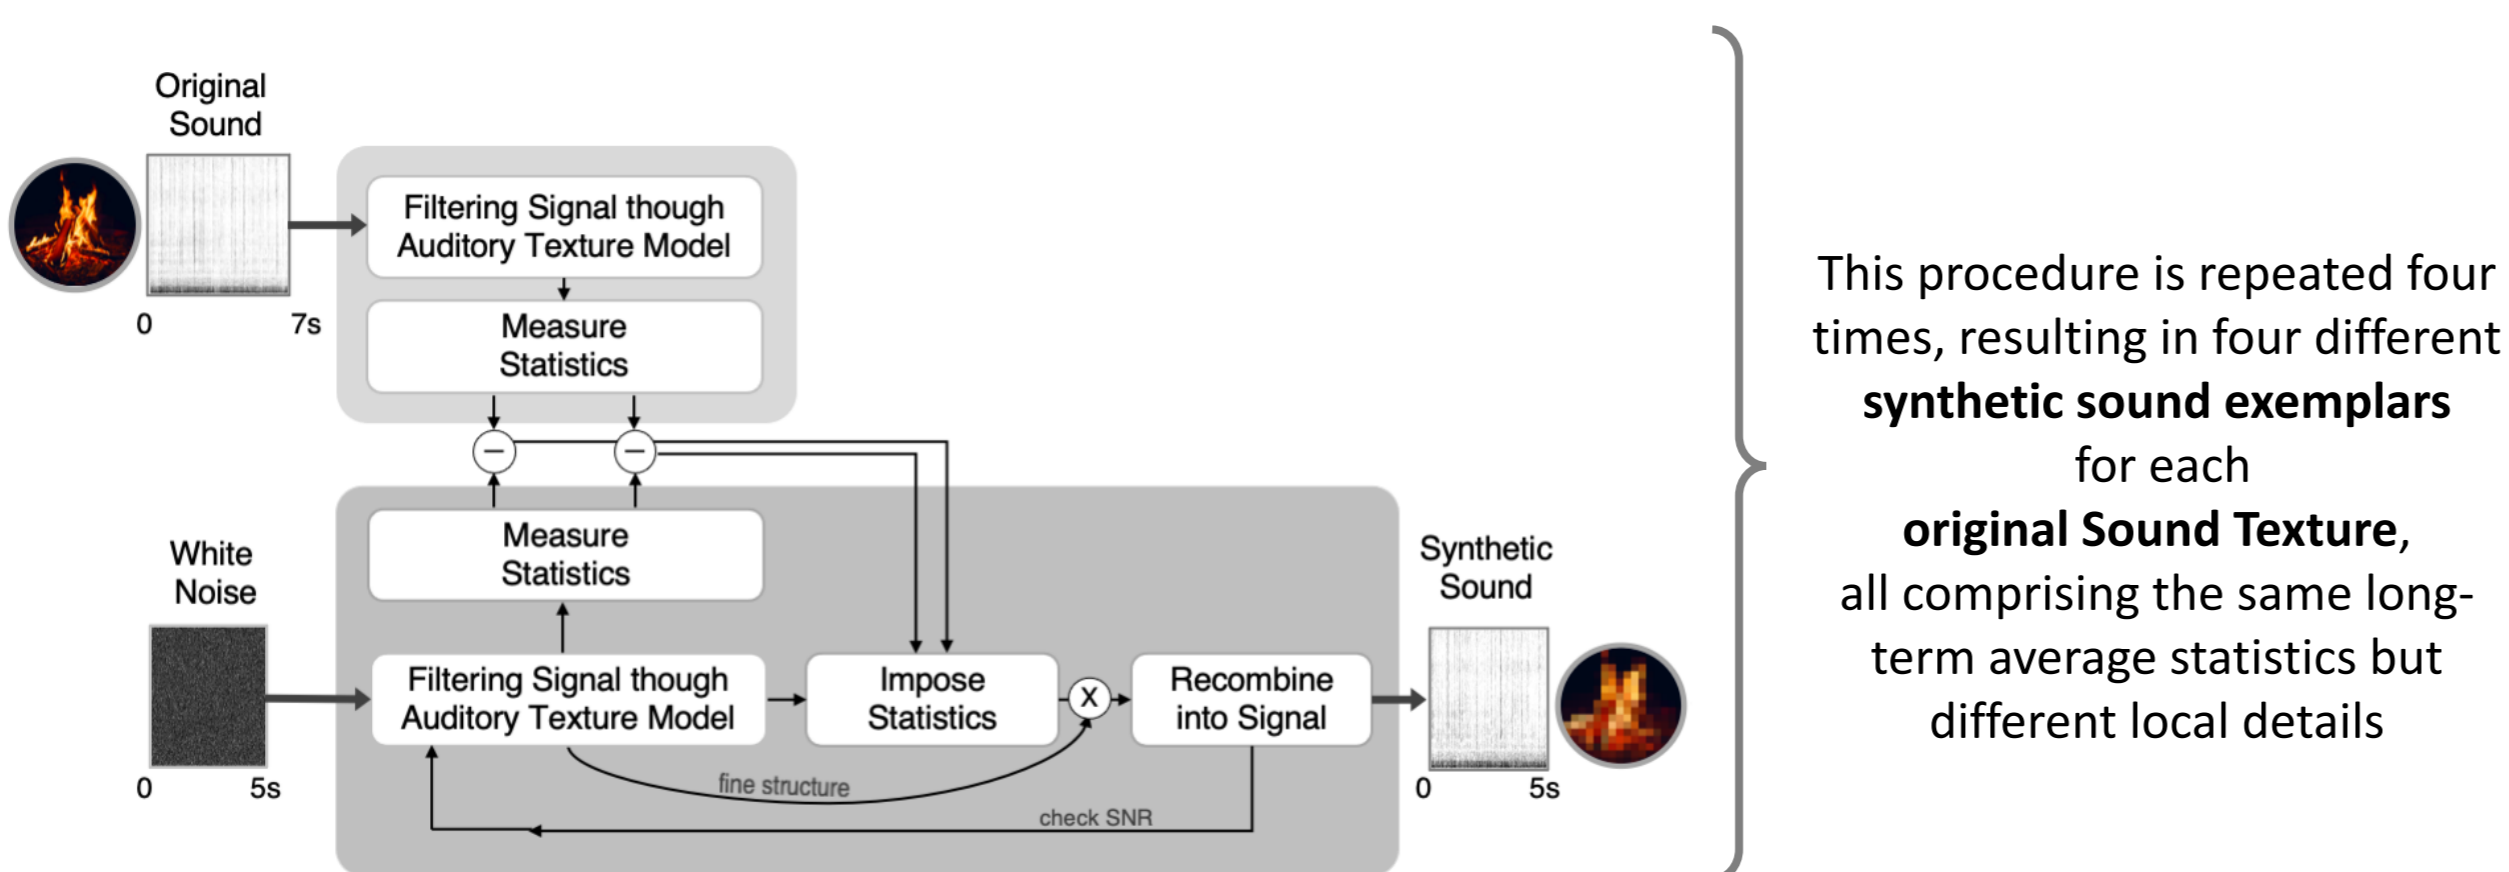 Original
Sound
0
7s
Filtering Signal though
Auditory Texture Model
Measure
Statistics
−
−
Measure
Statistics
White
Noise
0
5s
Filtering Signal though
Auditory Texture Model
Impose
Statistics
X
Recombine
into Signal
fine structure
check SNR
Synthetic
Sound
0
5s
This procedure is repeated four
times, resulting in four different
synthetic sound exemplars
for each
original Sound Texture,
all comprising the same long-
term average statistics but
different local details